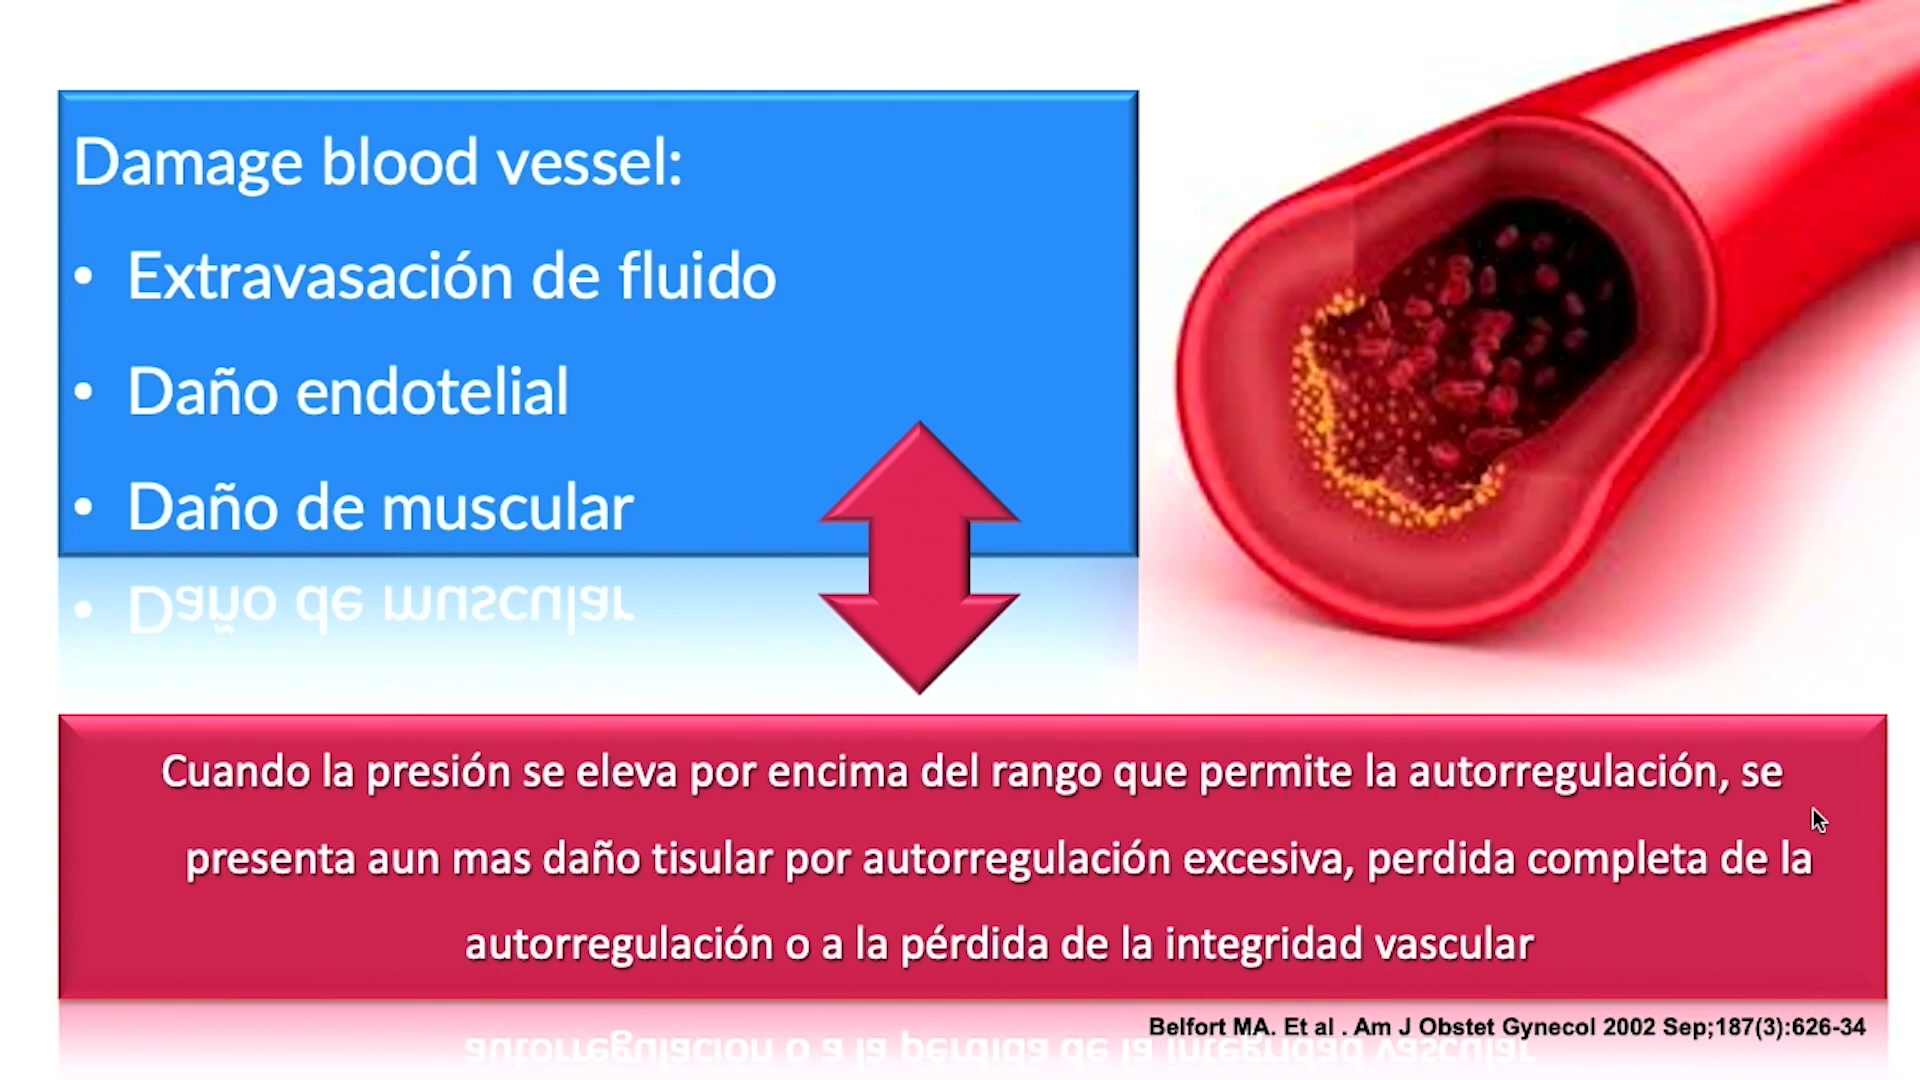 Damage blood vessel:
• Extravasación de fluido
• Daño endotelial
• Daño de muscular
Cuando la presión se eleva por encima del rango que permite la autorregulación, se
presenta aun mas daño tisular por autorregulación excesiva, perdida completa de la
autorregulación o a la pérdida de la integridad vascular
Belfort MA. Et al . Am J Obstet Gynecol 2002 Sep;187(3):626-34